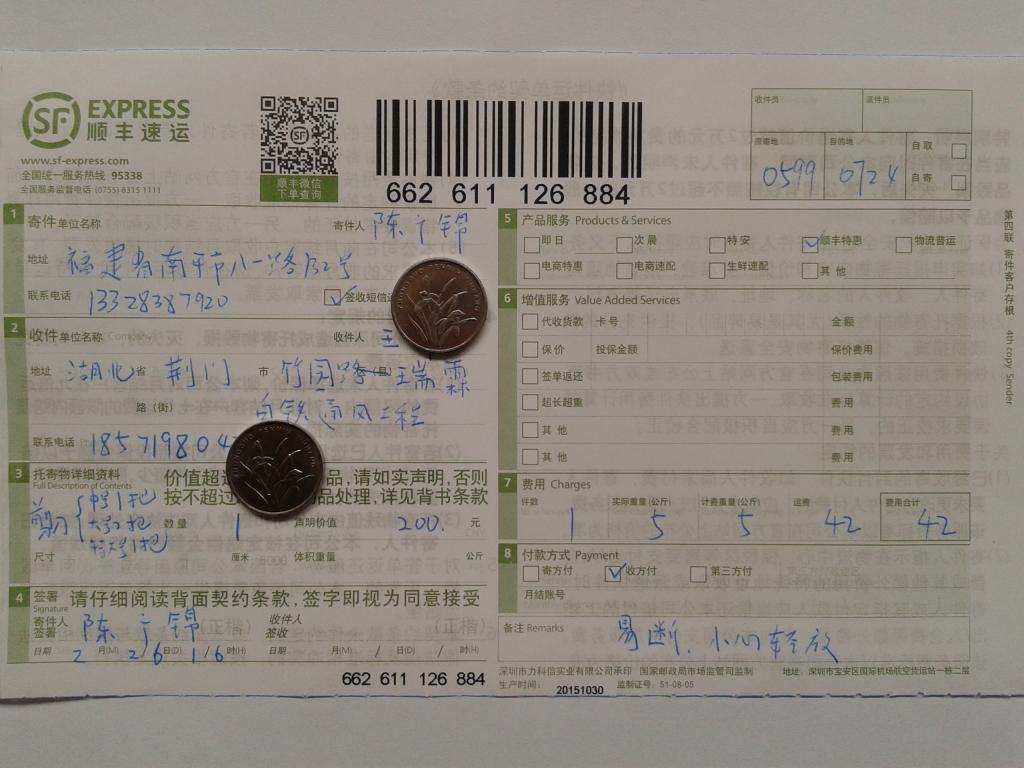 SF EXPRESS
顺丰速运
www.sf-express.com
全国统一服务热线 95338
全国服务监督电话 (0755) 8315 1111
顺丰微信
下单查询
662 611 126 884
收件员 派件员
原寄地 目的地
0599 0724
自取
自寄
1 寄件单位名称 寄件人 陈广锦
地址 福建省南平市八一路
联系电话 13328387920 签收短信
2 收件单位名称 收件人 王
地址 湖北 省 荆门 市 竹园路 区(县) 瑞霖
路(街) 白铁通风工程
联系电话 185719804
3 托寄物详细资料
Full Description of Contents
价值超 品,请如实声明,否则
按不超过 品处理,详见背书条款
剪刀 中号1把
大号2把
特大1把
数量 1 声明价值 200. 元
尺寸 厘米 6000 体积重量 公斤
4 签署 请仔细阅读背面契约条款,签字即视为同意接受
Signature
寄件人
签署 陈广锦
收件人
签收
日期 2 月(M) 26 日(D) 16 时(H) 日期 月(M) / 日(D) / 时(H)
662 611 126 884
5 产品服务 Products & Services
即日 次晨 特安 顺丰特惠 物流普运
电商特惠 电商速配 生鲜速配 其他
6 增值服务 Value Added Services
代收货款 卡号 金额
保价 投保金额 保价费用
签单返还 包装费用
超长超重 费用
其他 费用
其他 费用
7 费用 Charges
件数 实际重量(公斤) 计费重量(公斤) 运费 费用合计
1 5 5 42 42
8 付款方式 Payment
寄方付 收方付 第三方付
月结账号
备注 Remarks 易断,小心轻放
深圳市力科信实业有限公司承印 国家邮政局市场监管司监制 地址:深圳市宝安区国际机场航空货运站一栋二层
生产时间: 20151030 监制证号:51-08-05
第四联 寄件客户存根 4th copy Sender